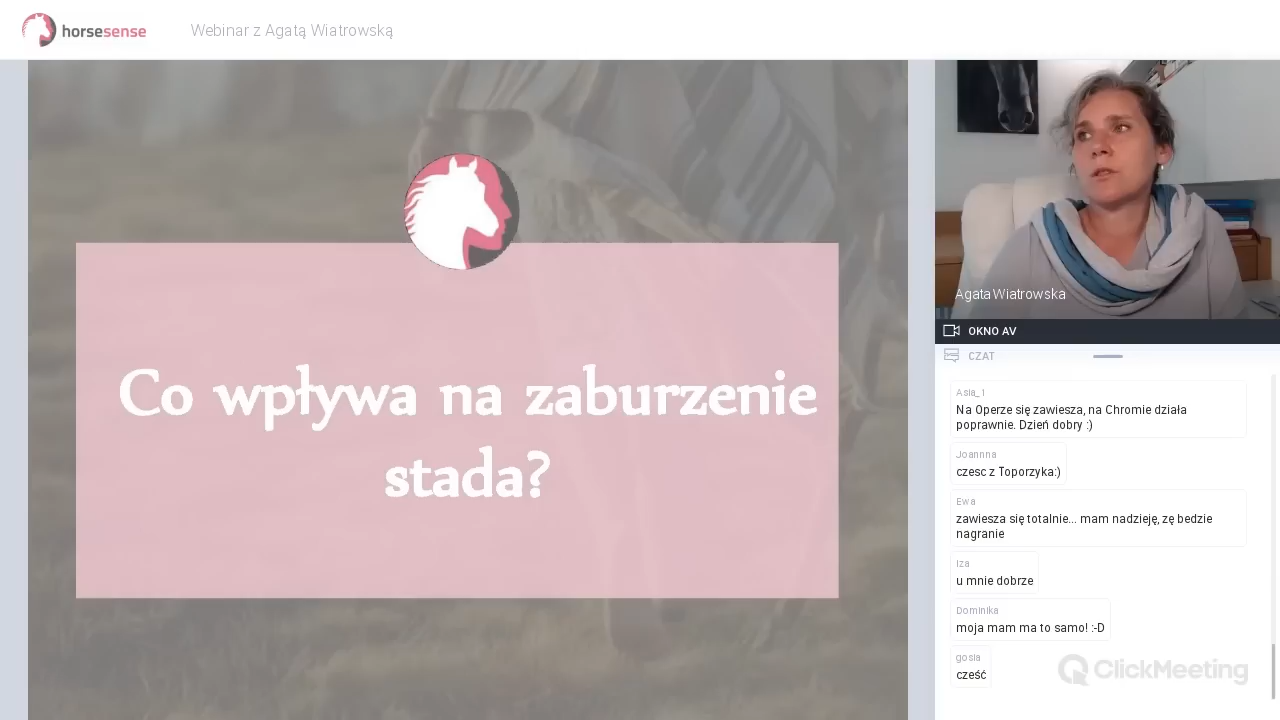 horsesense
Webinar z Agatą Wiatrowską
Co wpływa na zaburzenie
stada?
Agata Wiatrowska
OKNO AV
CZAT
Asia_1
Na Operze się zawiesza, na Chromie działa
poprawnie. Dzień dobry :)
Joannna
czesc z Toporzyka:)
Ewa
zawiesza się totalnie... mam nadzieję, zę bedzie
nagranie
Iza
u mnie dobrze
Dominika
moja mam ma to samo! :-D
gosia
cześć
ClickMeeting